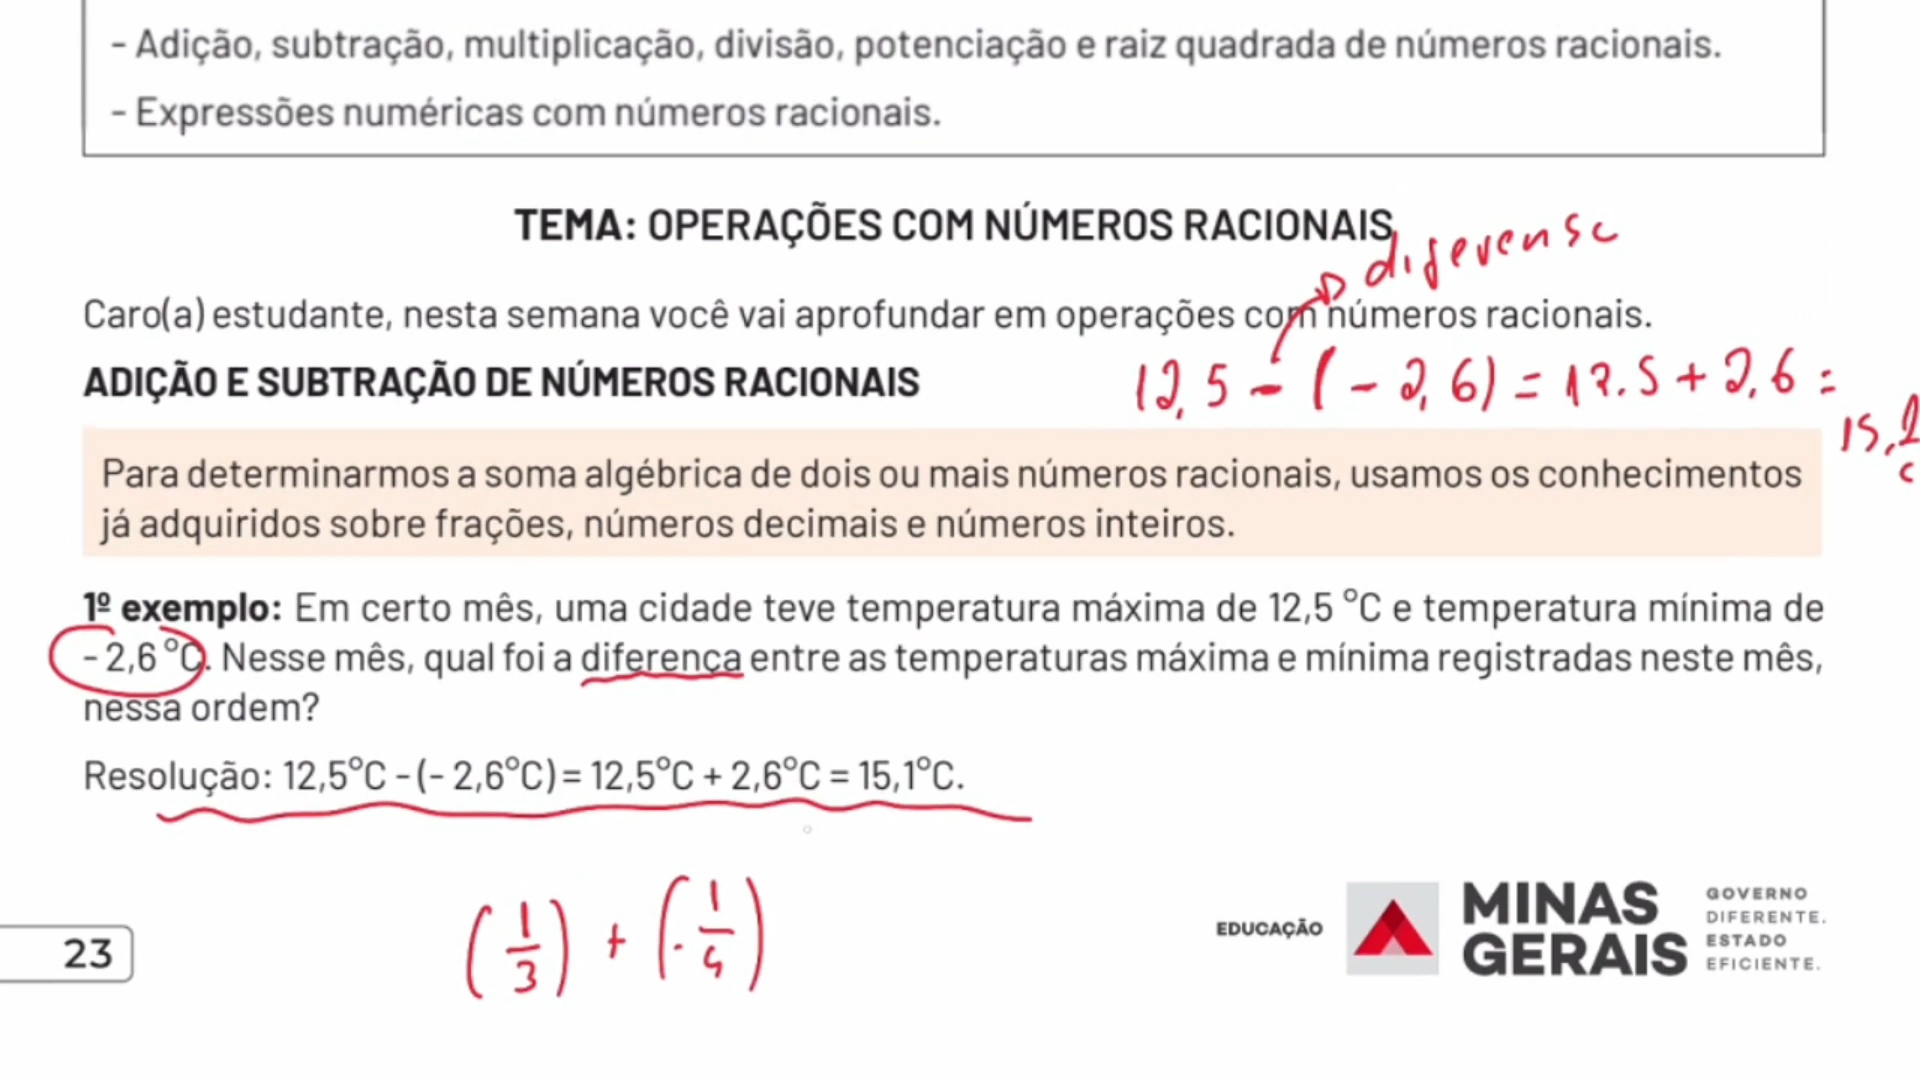 - Adição, subtração, multiplicação, divisão, potenciação e raiz quadrada de números racionais.
- Expressões numéricas com números racionais.
TEMA: OPERAÇÕES COM NÚMEROS RACIONAIS
diferensc
Caro(a) estudante, nesta semana você vai aprofundar em operações com números racionais.
ADIÇÃO E SUBTRAÇÃO DE NÚMEROS RACIONAIS
12,5 - (- 2,6) = 12.5 + 2,6 =
15,1
Para determinarmos a soma algébrica de dois ou mais números racionais, usamos os conhecimentos
já adquiridos sobre frações, números decimais e números inteiros.
1º exemplo: Em certo mês, uma cidade teve temperatura máxima de 12,5 °C e temperatura mínima de
- 2,6 °C. Nesse mês, qual foi a diferença entre as temperaturas máxima e mínima registradas neste mês,
nessa ordem?
Resolução: 12,5°C - (- 2,6°C) = 12,5°C + 2,6°C = 15,1°C.
(1/3) + (-1/4)
23
EDUCAÇÃO
MINAS
GERAIS
GOVERNO
DIFERENTE.
ESTADO
EFICIENTE.